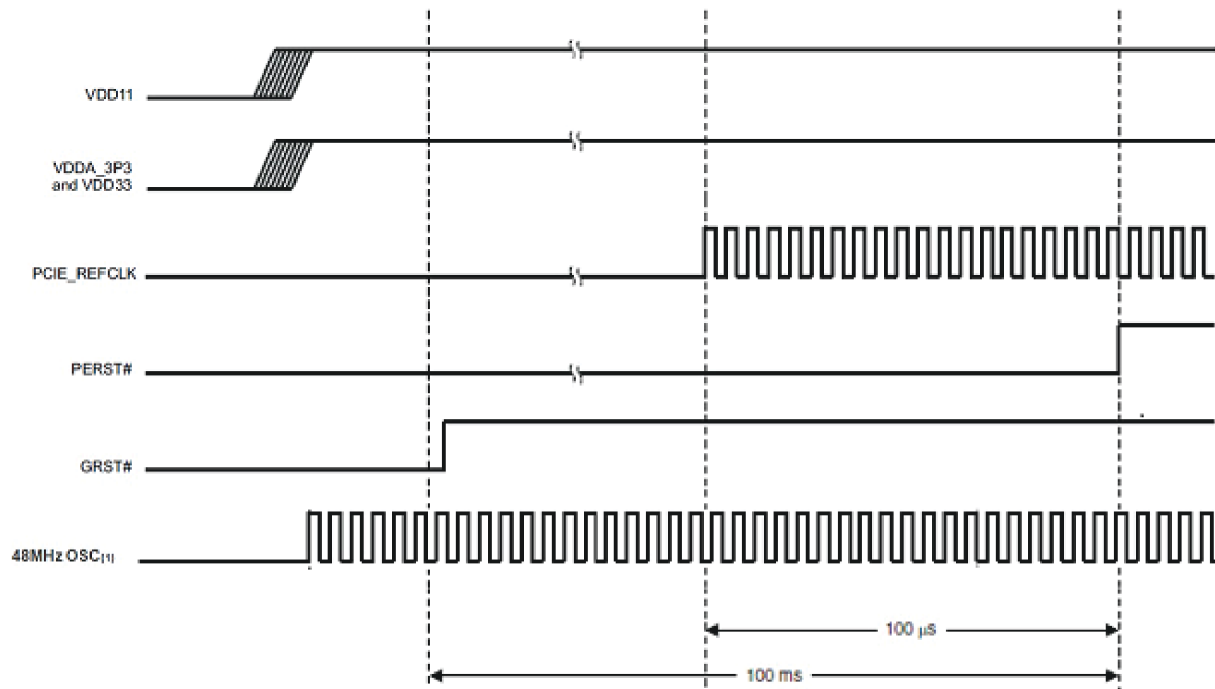 VDD11
VDDA_3P3
and VDD33
PCIE_REFCLK
PERST#
GRST#
48MHz OSC[1]
100 µs
100 ms